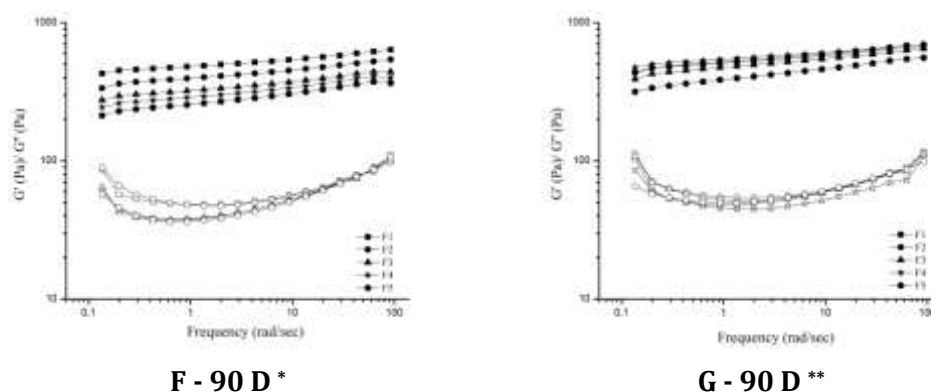 1000
100
10
G' (Pa)/ G" (Pa)
F1
F2
F3
F4
F5
0.1
1
10
100
Frequency (rad/sec)
F - 90 D *
1000
100
10
G' (Pa)/ G" (Pa)
F1
F2
F3
F4
F5
0.1
1
10
100
Frequency (rad/sec)
G - 90 D **